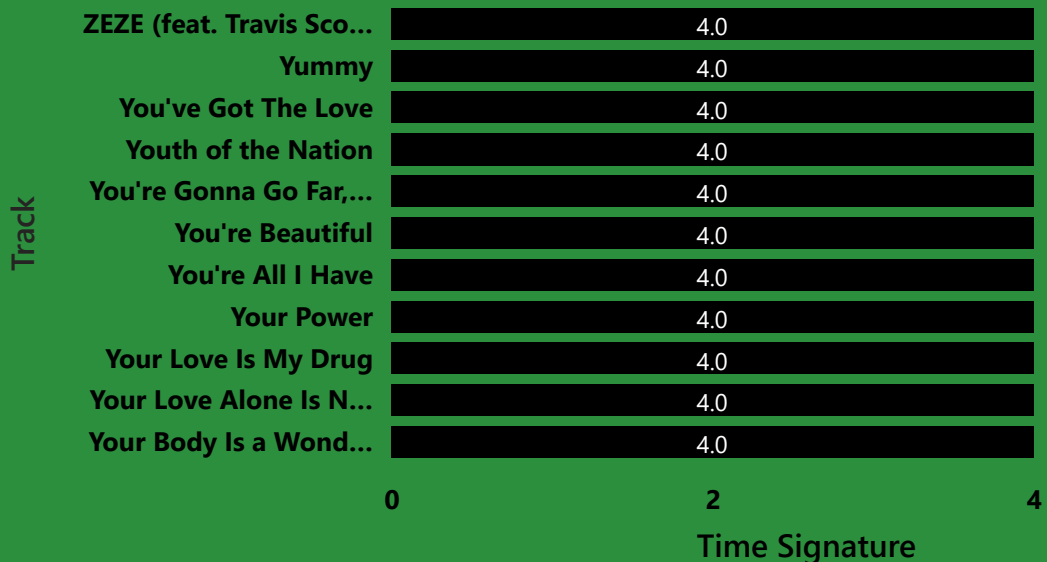 ZEZE (feat. Travis Sco... 4.0
Yummy 4.0
You've Got The Love 4.0
Youth of the Nation 4.0
You're Gonna Go Far,... 4.0
You're Beautiful 4.0
You're All I Have 4.0
Your Power 4.0
Your Love Is My Drug 4.0
Your Love Alone Is N... 4.0
Your Body Is a Wond... 4.0
Track
0 2 4
Time Signature